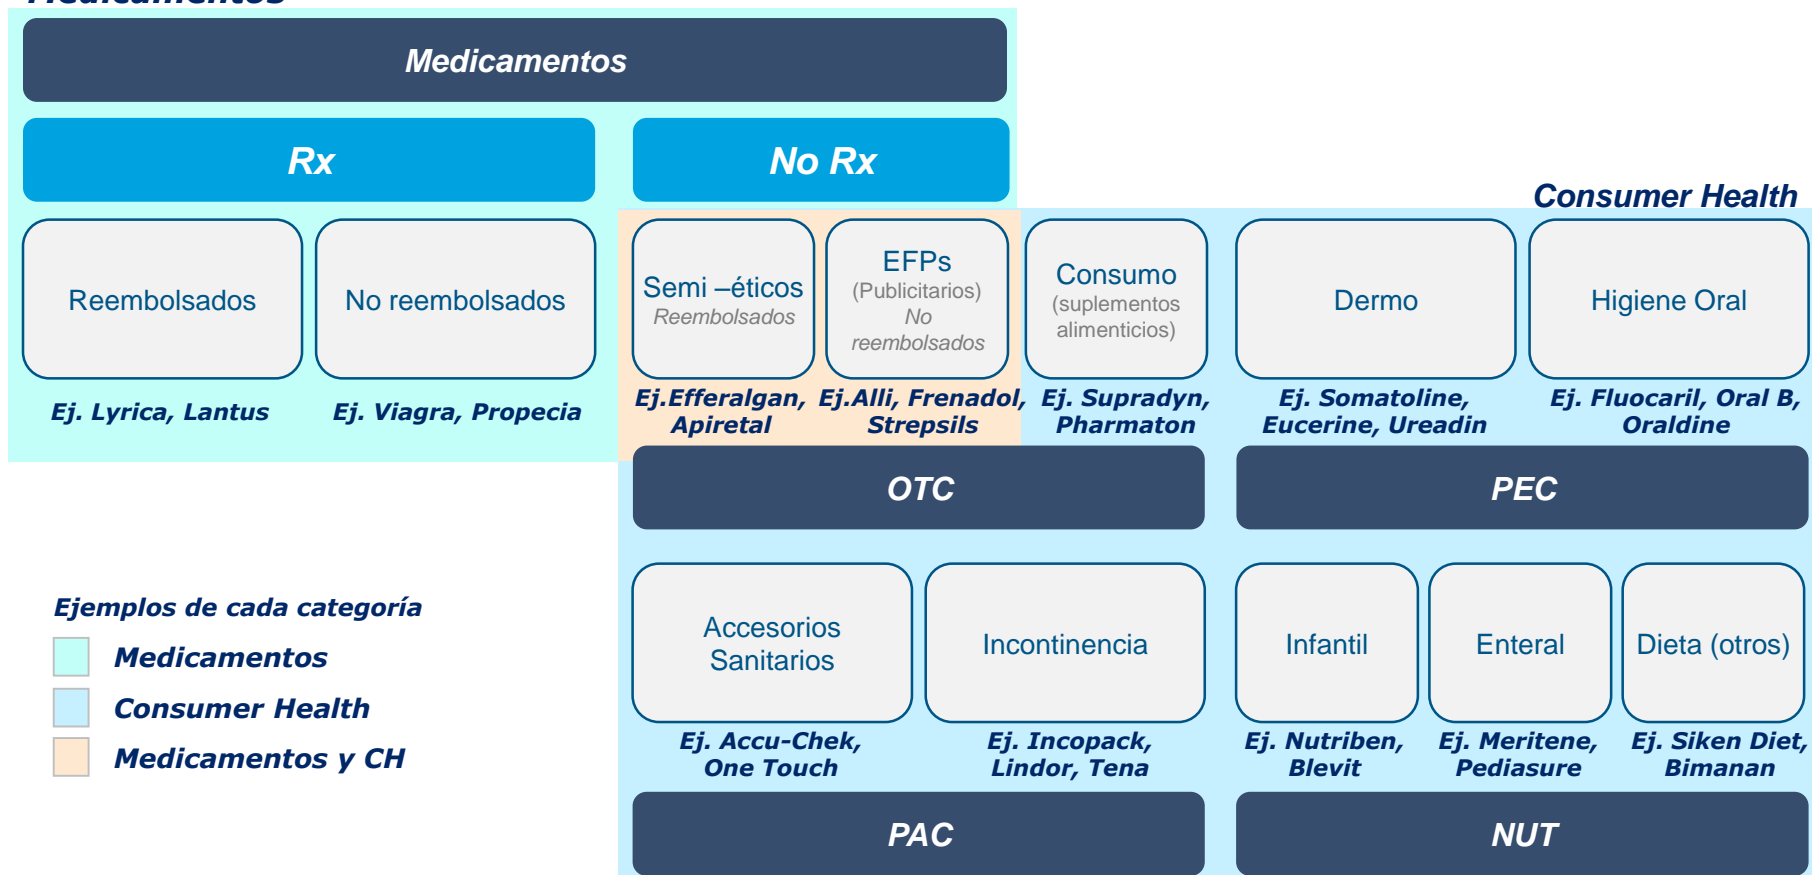 Medicamentos
Medicamentos
Rx
No Rx
Consumer Health
Reembolsados
No reembolsados
Semi –éticos
Reembolsados
EFPs
(Publicitarios)
No
reembolsados
Consumo
(suplementos
alimenticios)
Dermo
Higiene Oral
Ej. Lyrica, Lantus
Ej. Viagra, Propecia
Ej.Efferalgan,
Apiretal
Ej.Alli, Frenadol,
Strepsils
Ej. Supradyn,
Pharmaton
Ej. Somatoline,
Eucerine, Ureadin
Ej. Fluocaril, Oral B,
Oraldine
OTC
PEC
Accesorios
Sanitarios
Incontinencia
Infantil
Enteral
Dieta (otros)
Ej. Accu-Chek,
One Touch
Ej. Incopack,
Lindor, Tena
Ej. Nutriben,
Blevit
Ej. Meritene,
Pediasure
Ej. Siken Diet,
Bimanan
PAC
NUT
Ejemplos de cada categoría
Medicamentos
Consumer Health
Medicamentos y CH